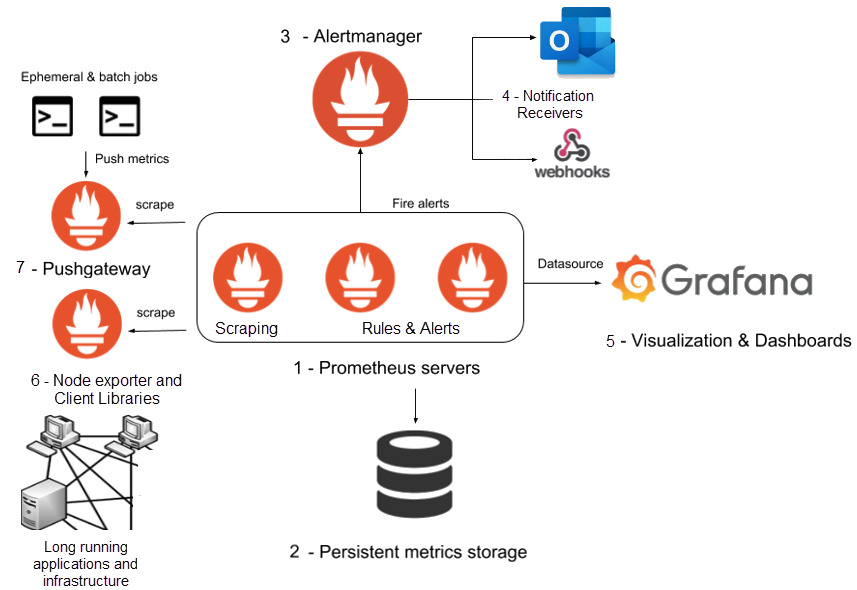 3 - Alertmanager
O
4 - Notification
Receivers
webhooks
Ephemeral & batch jobs
>_
>_
Push metrics
scrape
7 - Pushgateway
scrape
6 - Node exporter and
Client Libraries
Long running
applications and
infrastructure
Fire alerts
Scraping
Rules & Alerts
1 - Prometheus servers
2 - Persistent metrics storage
Datasource
Grafana
5 - Visualization & Dashboards